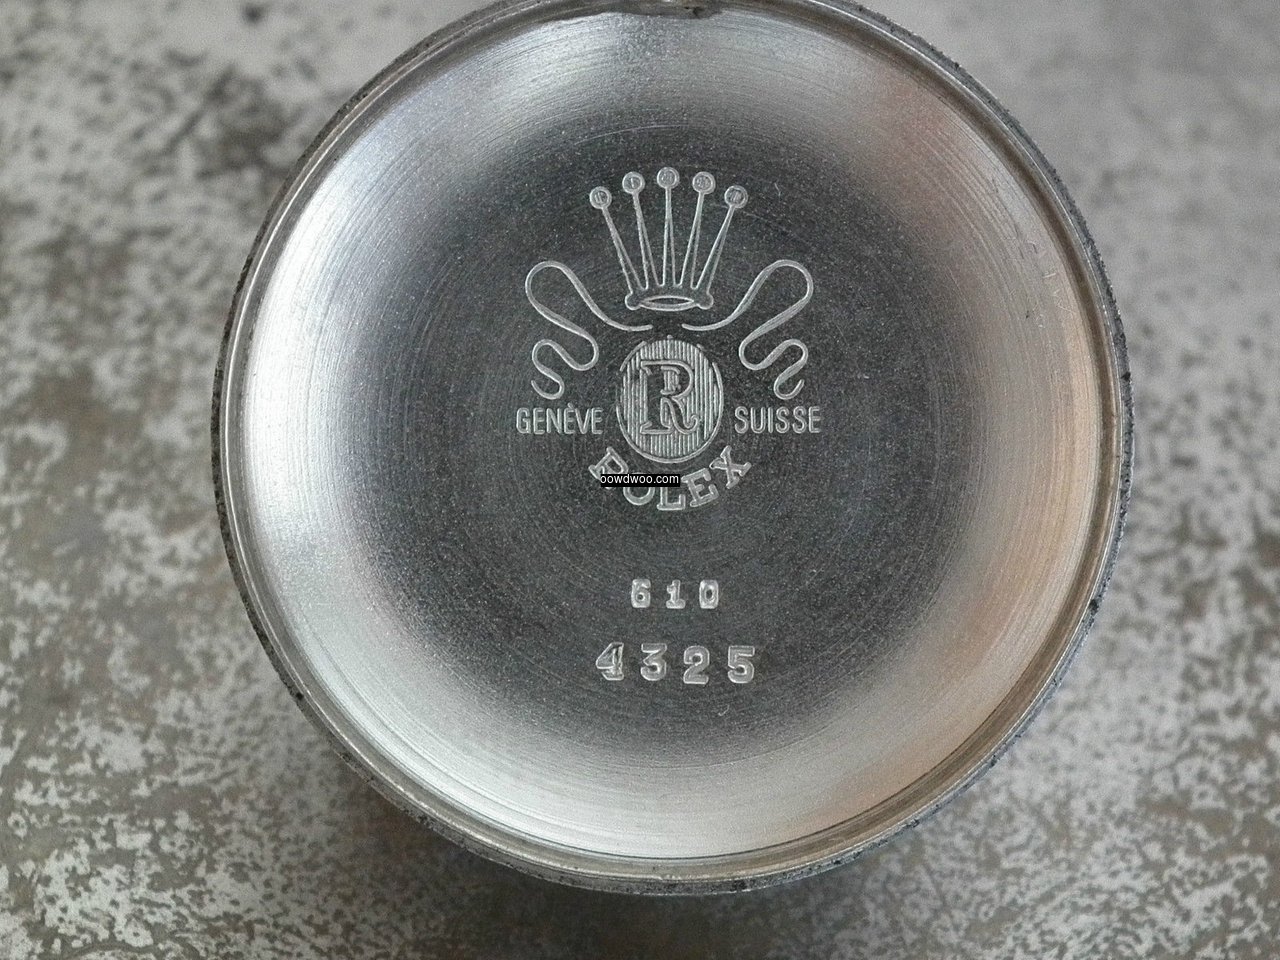 R
GENÈVE SUISSE
ROLEX
oowdwoo.com
610
4325